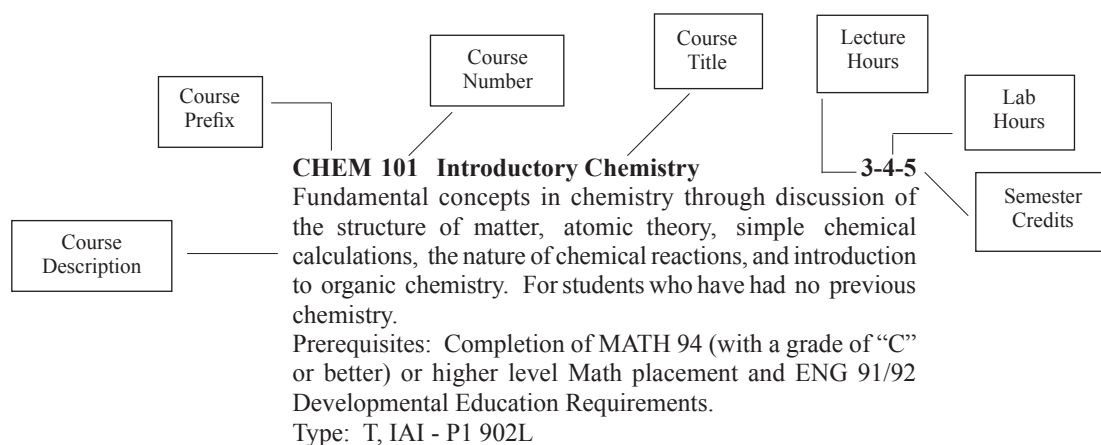 Course
Prefix
Course
Number
Course
Title
Lecture
Hours
Lab
Hours
Semester
Credits
Course
Description
CHEM 101 Introductory Chemistry 3-4-5
Fundamental concepts in chemistry through discussion of
the structure of matter, atomic theory, simple chemical
calculations, the nature of chemical reactions, and introduction
to organic chemistry. For students who have had no previous
chemistry.
Prerequisites: Completion of MATH 94 (with a grade of “C”
or better) or higher level Math placement and ENG 91/92
Developmental Education Requirements.
Type: T, IAI - P1 902L